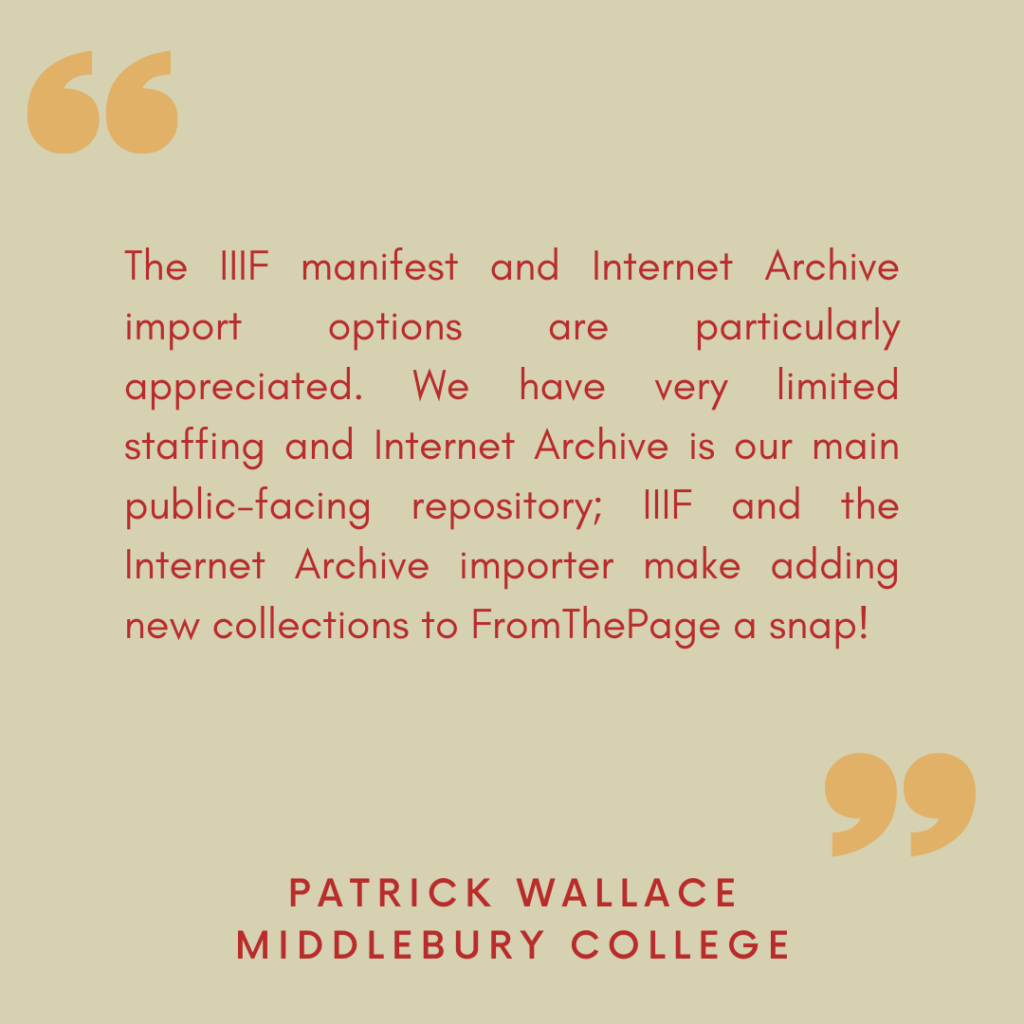 “
The IIIF manifest and Internet Archive
import options are particularly
appreciated. We have very limited
staffing and Internet Archive is our main
public-facing repository; IIIF and the
Internet Archive importer make adding
new collections to FromThePage a snap!
”
PATRICK WALLACE
MIDDLEBURY COLLEGE